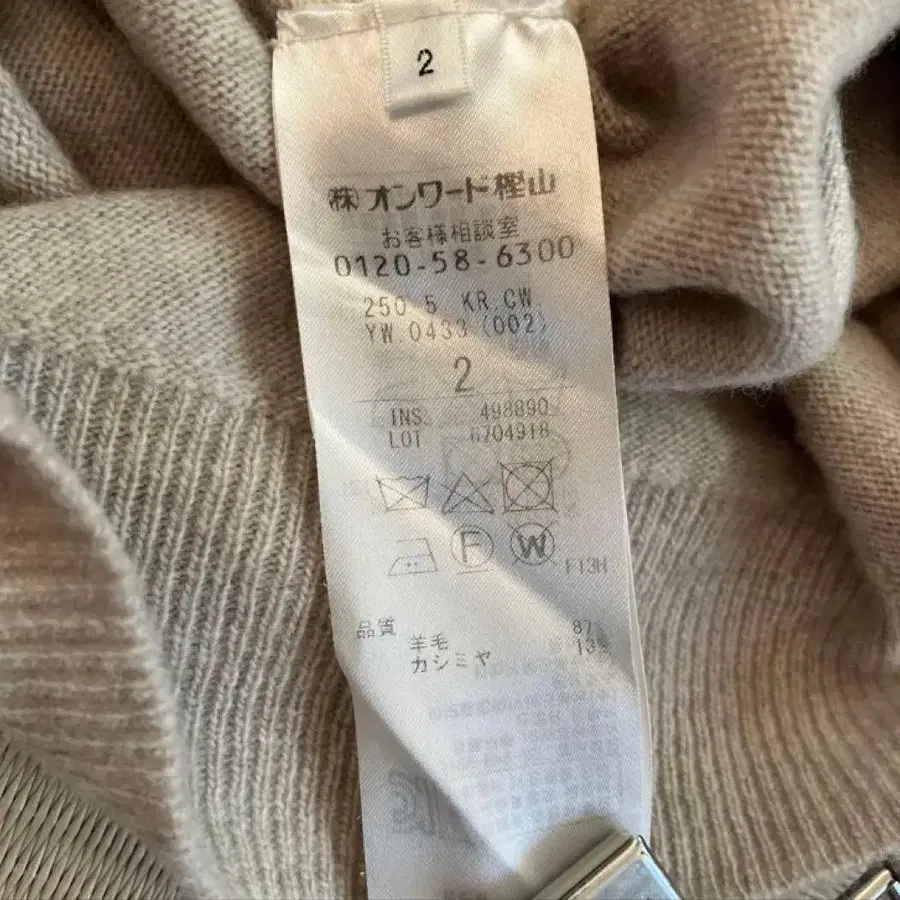 2
㈱オンワード樫山
お客様相談室
0120-58-6300
250-5 KR.CW.
YW.0433 (002)
2
INS. 498890
LOT 6704918
F W
F13H
品質
羊毛 87
カシミヤ 13%